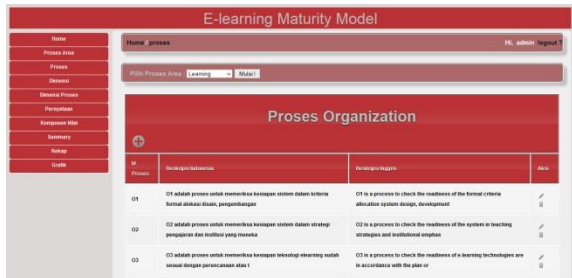 E-learning Maturity Model
Home
Proses Area
Proses
Dimensi
Dimensi Proses
Pernyataan
Komponen Nilai
Summary
Rekap
Grafik
Home proses
Hi, admin logout ?
Pilih Proses Area Learning Mulai !
Proses Organization
Id Proses Deskripsi Indonesia Deskripsi Inggris Aksi
O1 O1 adalah proses untuk memeriksa kesiapan sistem dalam kriteria formal alokasi disain, pengembangan
O1 is a process to check the readiness of the formal criteria allocation system design, development
O2 O2 adalah proses untuk memeriksa kesiapan sistem dalam strategi pengajaran dan institusi yang meneka
O2 is a process to check the readiness of the system in teaching strategies and institutional emphas
O3 O3 adalah proses untuk memeriksa kesiapan teknologi elearning sudah sesuai dengan perencanaan atau t
O3 is a process to check the readiness of e-learning technologies are in accordance with the plan or